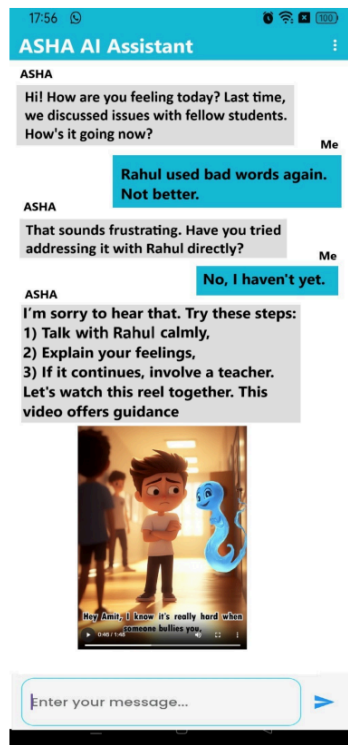 17:56
100
ASHA AI Assistant
ASHA
Hi! How are you feeling today? Last time,
we discussed issues with fellow students.
How's it going now?
Me
Rahul used bad words again.
Not better.
ASHA
That sounds frustrating. Have you tried
addressing it with Rahul directly?
Me
No, I haven't yet.
ASHA
I'm sorry to hear that. Try these steps:
1) Talk with Rahul calmly,
2) Explain your feelings,
3) If it continues, involve a teacher.
Let's watch this reel together. This
video offers guidance
Hey Amit, I know it's really hard when
someone bullies you.
0:46 / 1:46
Enter your message...